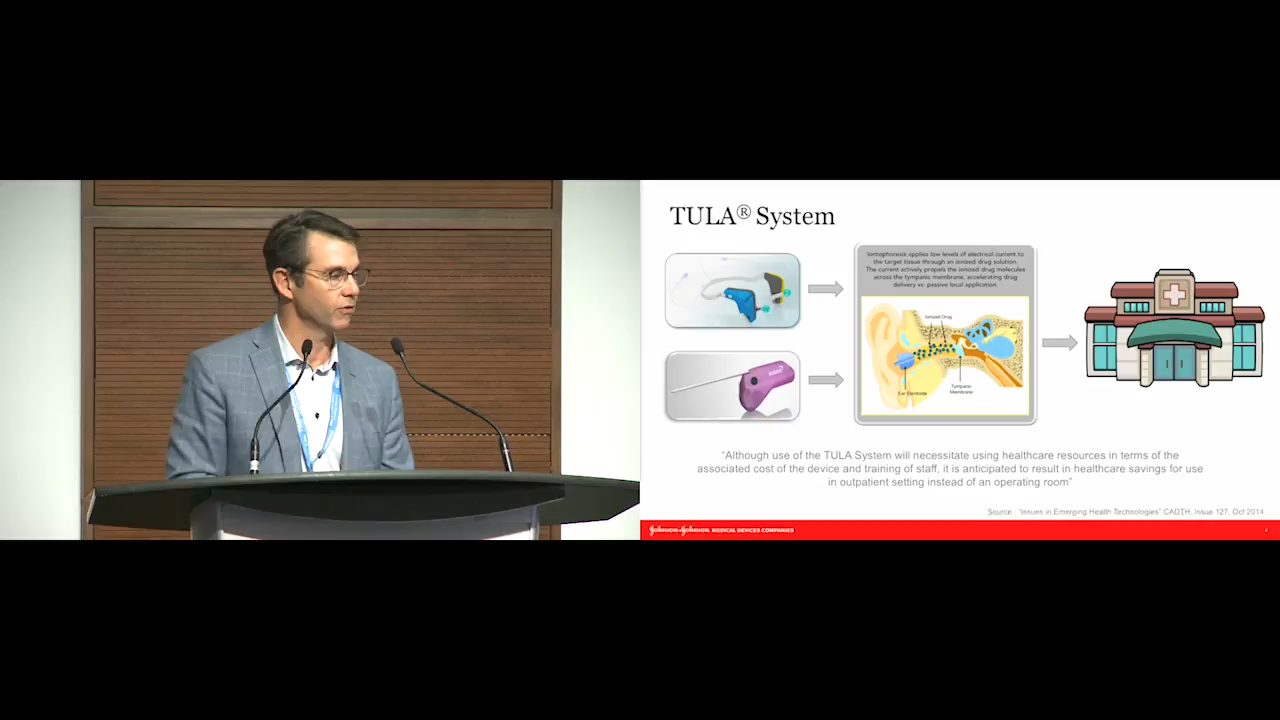 TULA® System
Iontophoresis applies low levels of electrical current to
the target tissue through an ionized drug solution.
The current actively propels the ionized drug molecules
across the tympanic membrane, accelerating drug
delivery vs. passive local application.
Ionized Drug
Ear Electrode
Tympanic
Membrane
"Although use of the TULA System will necessitate using healthcare resources in terms of the
associated cost of the device and training of staff, it is anticipated to result in healthcare savings for use
in outpatient setting instead of an operating room"
Source : "Issues in Emerging Health Technologies" CADTH, Issue 127, Oct 2014
Johnson & Johnson MEDICAL DEVICES COMPANIES